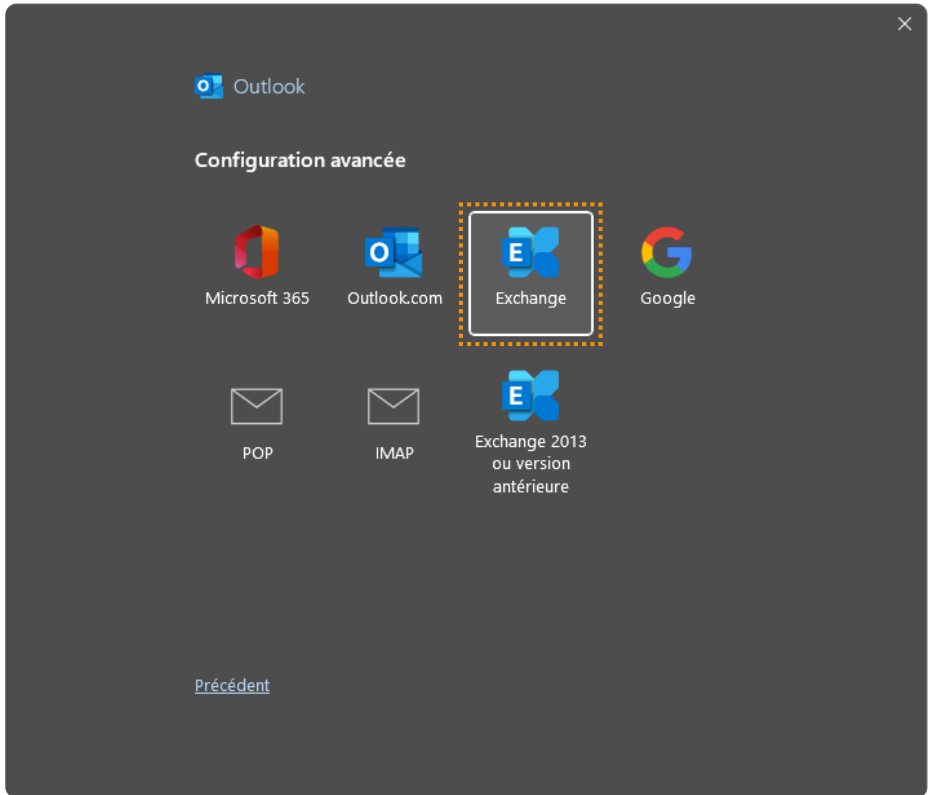 Outlook
Configuration avancée
Microsoft 365
Outlook.com
Exchange
Google
POP
IMAP
Exchange 2013
ou version
antérieure
Précédent